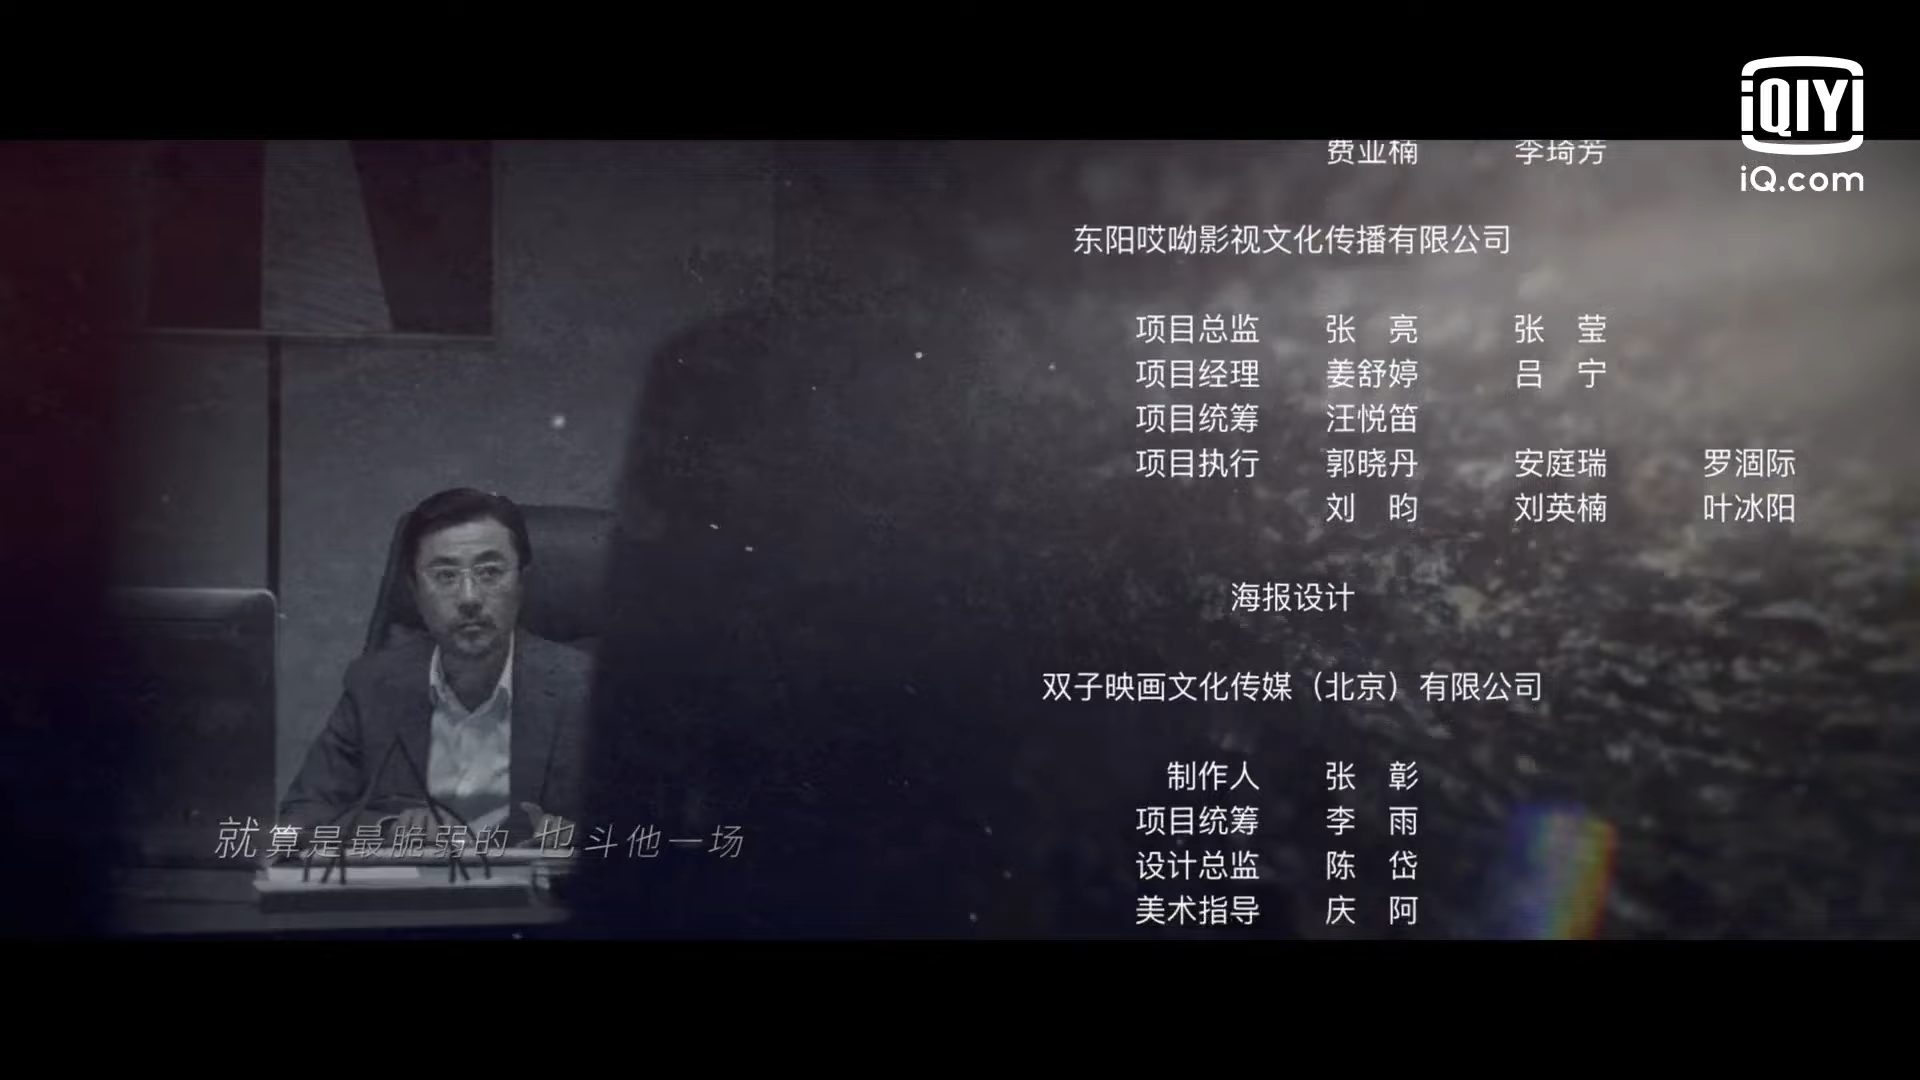 iQIYI
iQ.com
费亚楠 李琦芳
东阳哎呦影视文化传播有限公司
项目总监 张 亮 张 莹
项目经理 姜舒婷 吕 宁
项目统筹 汪悦笛
项目执行 郭晓丹 安庭瑞 罗涸际
刘 昀 刘英楠 叶冰阳
海报设计
双子映画文化传媒（北京）有限公司
制作人 张 彰
项目统筹 李 雨
就算是最脆弱的 也斗他一场
设计总监 陈 岱
美术指导 庆 阿